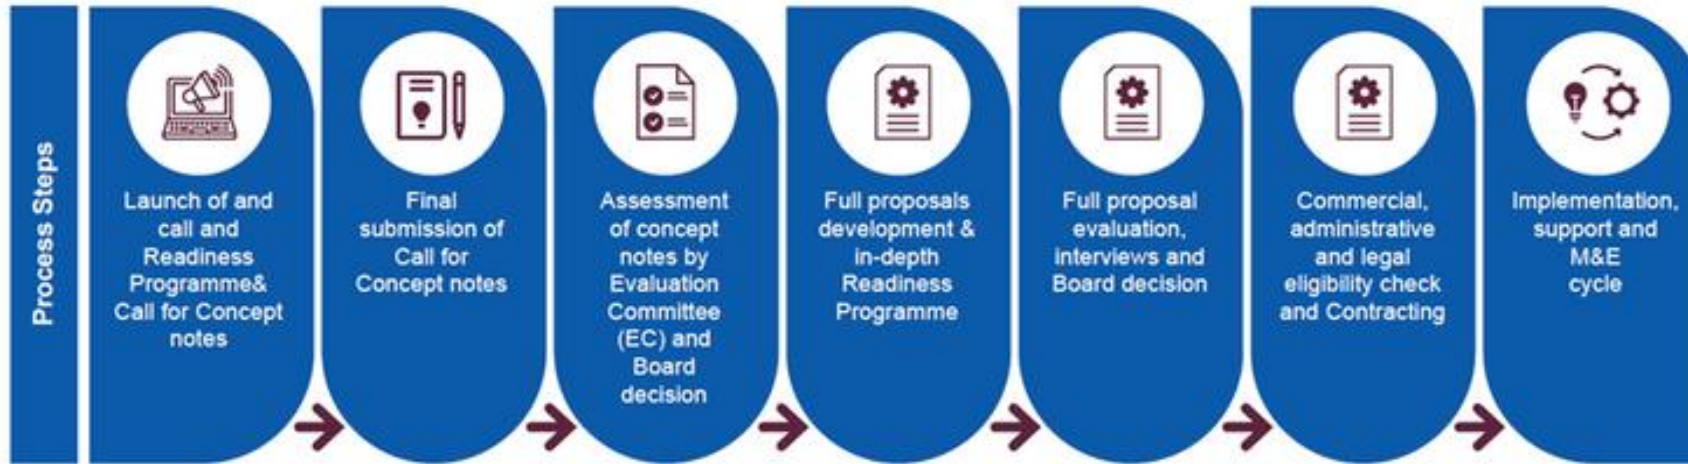 Process Steps
Launch of and
call and
Readiness
Programme&
Call for Concept
notes
Final
submission of
Call for
Concept notes
Assessment
of concept
notes by
Evaluation
Committee
(EC) and
Board
decision
Full proposals
development &
in-depth
Readiness
Programme
Full proposal
evaluation,
interviews and
Board decision
Commercial,
administrative
and legal
eligibility check
and Contracting
Implementation,
support and
M&E
cycle